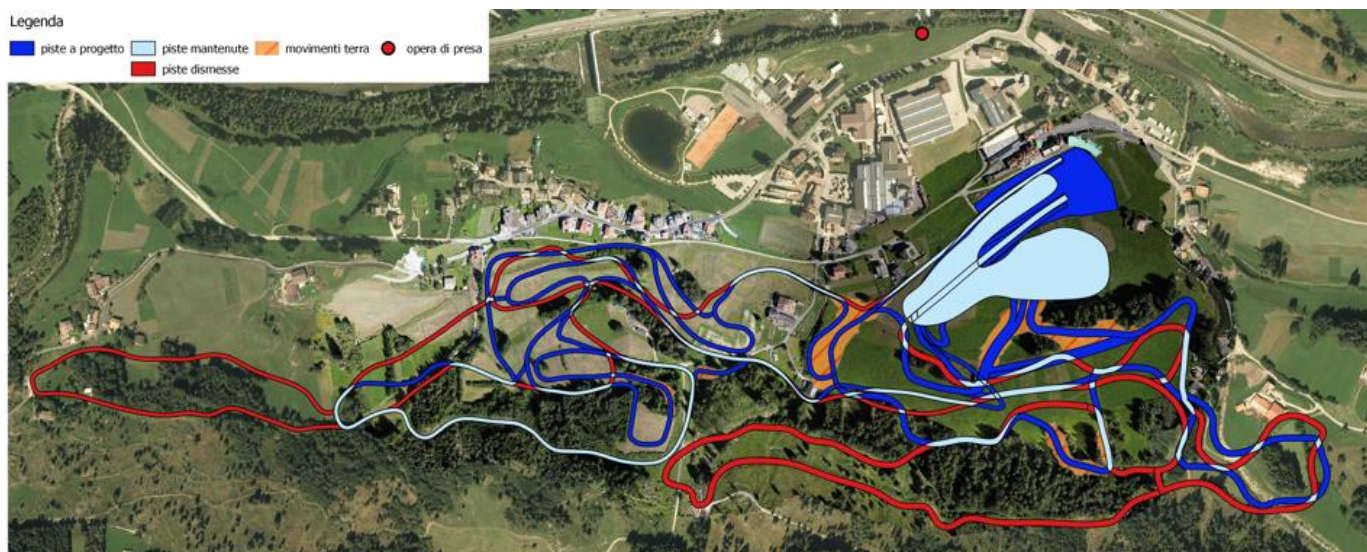 Legenda
piste a progetto piste mantenute movimenti terra opera di presa
piste dismesse